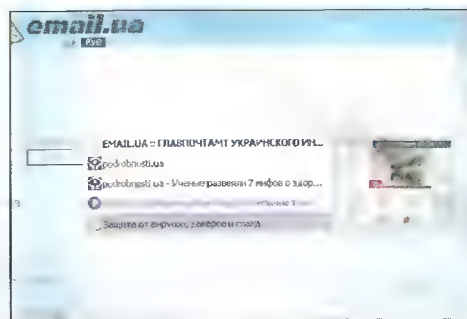 email.ua
EMAIL.UA :: ГЛАВПОЧТАМТ УКРАИНСКОГО ИН...
podrobnosti.ua
podrobnosti.ua - Ученые развеяли 7 мифов о здор...
Защита от вирусов, хакеров и спама